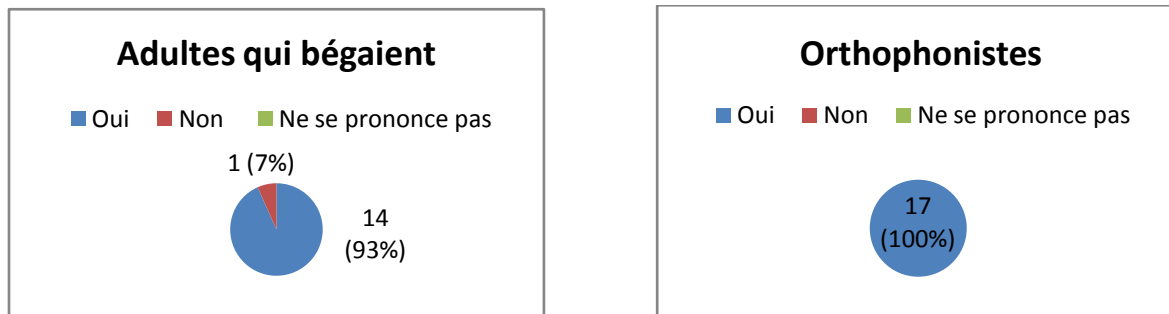 Adultes qui bégaient
Oui Non Ne se prononce pas
1 (7%)
14
(93%)
Orthophonistes
Oui Non Ne se prononce pas
17
(100%)